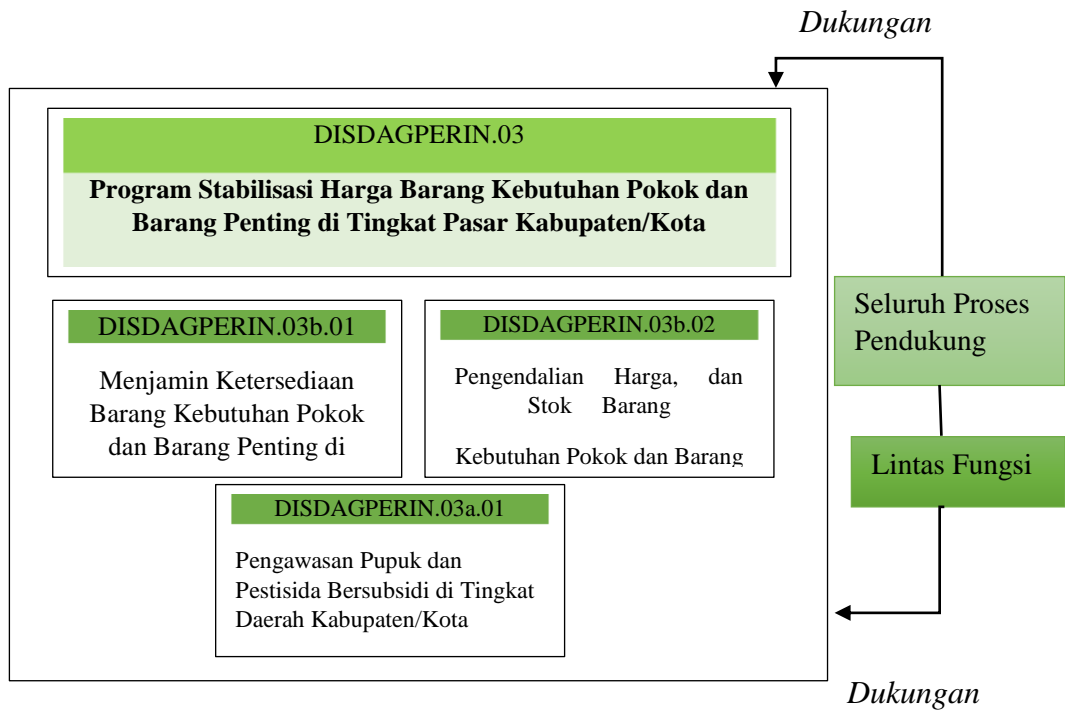 Dukungan
DISDAGPERIN.03
Program Stabilisasi Harga Barang Kebutuhan Pokok dan
Barang Penting di Tingkat Pasar Kabupaten/Kota
DISDAGPERIN.03b.01
Menjamin Ketersediaan
Barang Kebutuhan Pokok
dan Barang Penting di
DISDAGPERIN.03b.02
Pengendalian Harga, dan
Stok Barang
Kebutuhan Pokok dan Barang
DISDAGPERIN.03a.01
Pengawasan Pupuk dan
Pestisida Bersubsidi di Tingkat
Daerah Kabupaten/Kota
Seluruh Proses
Pendukung
Lintas Fungsi
Dukungan